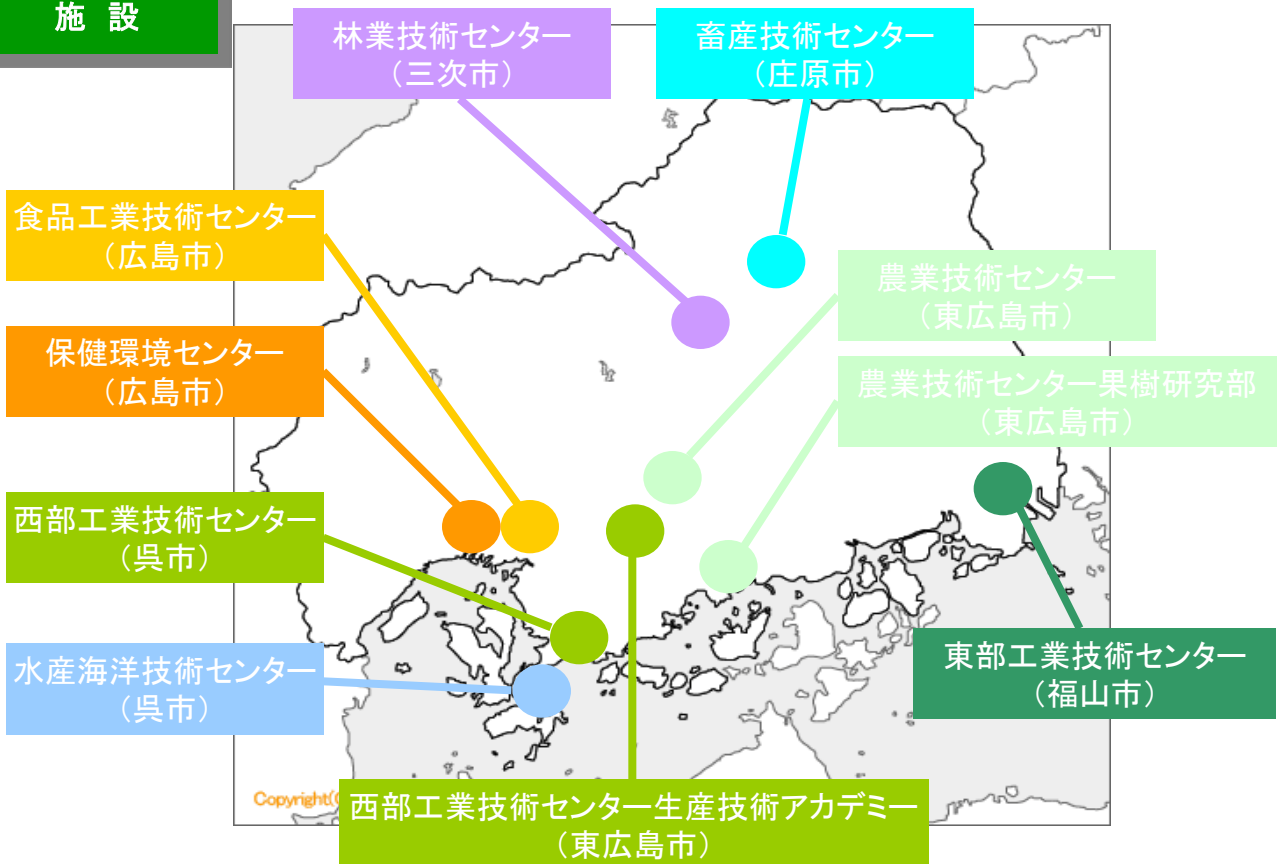 施 設
林業技術センター
（三次市）
畜産技術センター
（庄原市）
食品工業技術センター
（広島市）
農業技術センター
（東広島市）
保健環境センター
（広島市）
農業技術センター果樹研究部
（東広島市）
西部工業技術センター
（呉市）
水産海洋技術センター
（呉市）
東部工業技術センター
（福山市）
Copyright(
西部工業技術センター生産技術アカデミー
（東広島市）